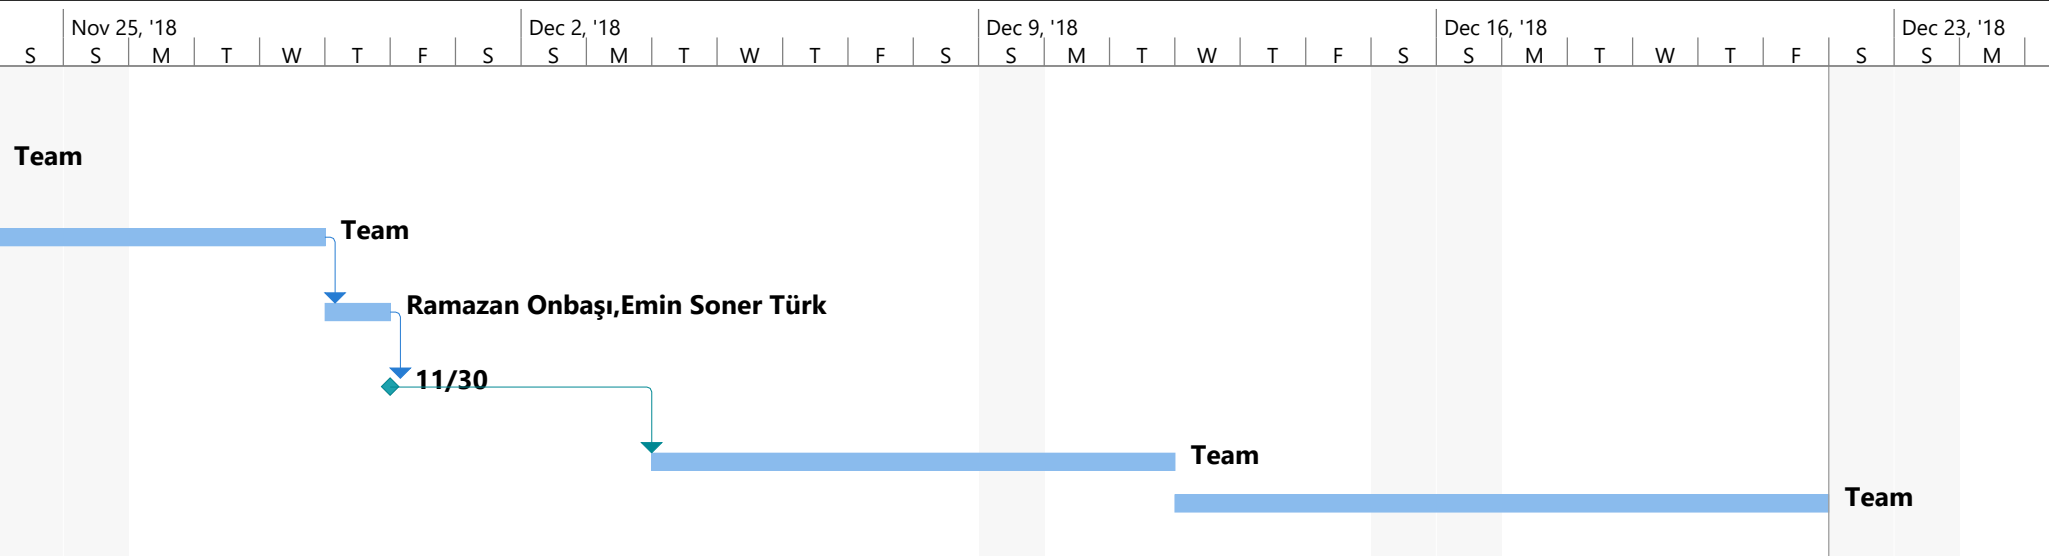 Nov 25, '18 Dec 2, '18 Dec 9, '18 Dec 16, '18 Dec 23, '18
S S M T W T F S S M T W T F S S M T W T F S S M T W T F S S M
Team
Team
Ramazan Onbaşı,Emin Soner Türk
11/30
Team
Team